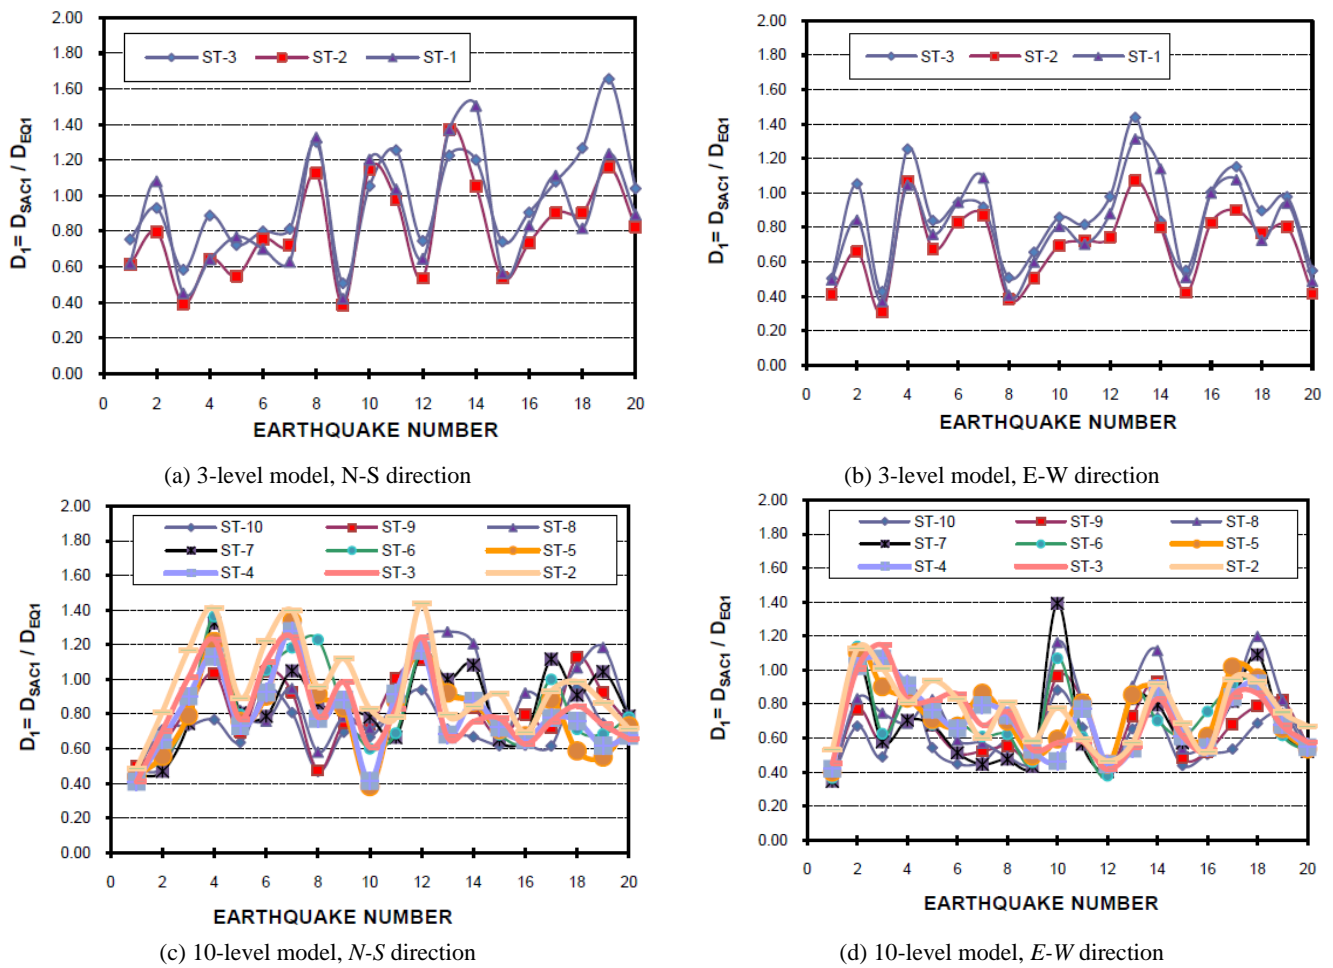 2.00
1.80
1.60
1.40
1.20
1.00
0.80
0.60
0.40
0.20
0.00
D1= DSAC1 / DEQ1
ST-3 ST-2 ST-1
0 2 4 6 8 10 12 14 16 18 20
EARTHQUAKE NUMBER
(a) 3-level model, N-S direction
2.00
1.80
1.60
1.40
1.20
1.00
0.80
0.60
0.40
0.20
0.00
D1= DSAC1 / DEQ1
ST-3 ST-2 ST-1
0 2 4 6 8 10 12 14 16 18 20
EARTHQUAKE NUMBER
(b) 3-level model, E-W direction
2.00
1.80
1.60
1.40
1.20
1.00
0.80
0.60
0.40
0.20
0.00
D1= DSAC1 / DEQ1
ST-10 ST-9 ST-8
ST-7 ST-6 ST-5
ST-4 ST-3 ST-2
0 2 4 6 8 10 12 14 16 18 20
EARTHQUAKE NUMBER
(c) 10-level model, N-S direction
2.00
1.80
1.60
1.40
1.20
1.00
0.80
0.60
0.40
0.20
0.00
D1= DSAC1 / DEQ1
ST-10 ST-9 ST-8
ST-7 ST-6 ST-5
ST-4 ST-3 ST-2
0 2 4 6 8 10 12 14 16 18 20
EARTHQUAKE NUMBER
(d) 10-level model, E-W direction